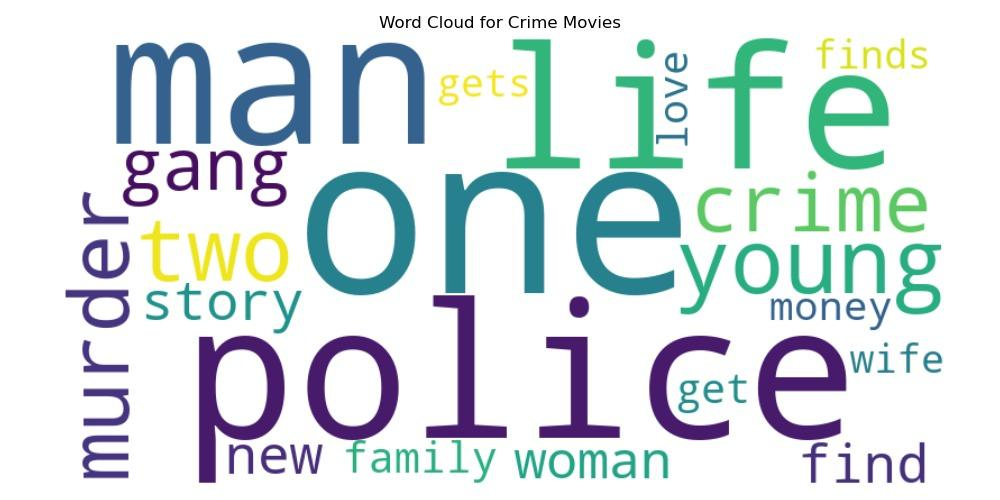 Word Cloud for Crime Movies
man
life
gets
love
finds
gang
one
crime
murder
two
young
story
money
police
wife
get
new
family
woman
find